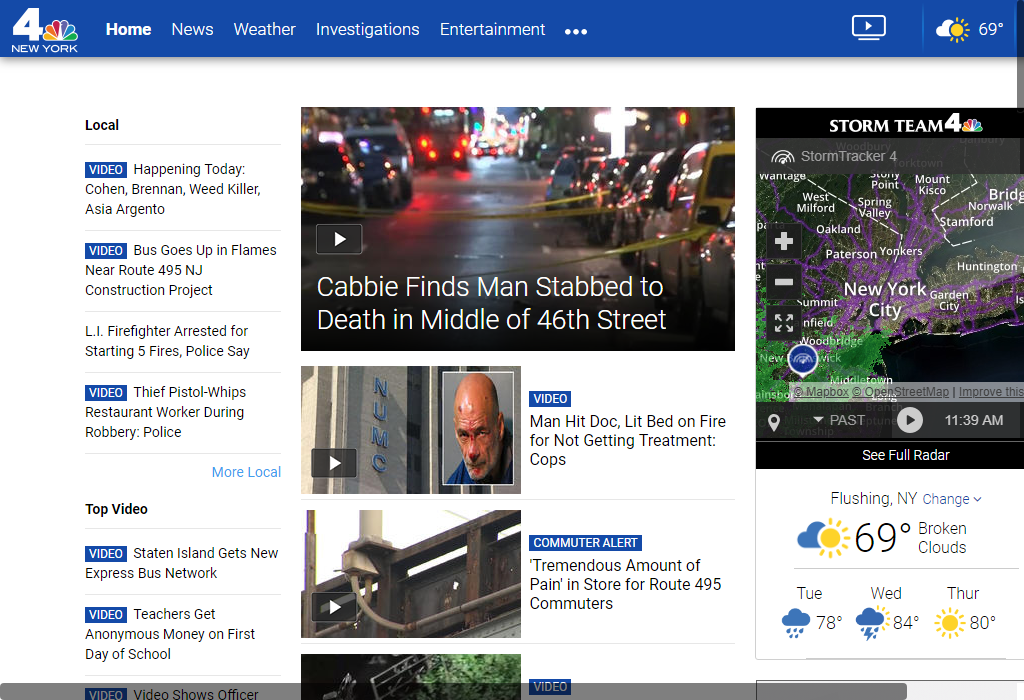 4
NEW YORK
Home
News
Weather
Investigations
Entertainment
69°
Local
VIDEO Happening Today:
Cohen, Brennan, Weed Killer,
Asia Argento
VIDEO Bus Goes Up in Flames
Near Route 495 NJ
Construction Project
L.I. Firefighter Arrested for
Starting 5 Fires, Police Say
VIDEO Thief Pistol-Whips
Restaurant Worker During
Robbery: Police
More Local
Top Video
VIDEO Staten Island Gets New
Express Bus Network
VIDEO Teachers Get
Anonymous Money on First
Day of School
VIDEO Video Shows Officer
Cabbie Finds Man Stabbed to
Death in Middle of 46th Street
NUMC
VIDEO
Man Hit Doc, Lit Bed on Fire
for Not Getting Treatment:
Cops
COMMUTER ALERT
'Tremendous Amount of
Pain' in Store for Route 495
Commuters
VIDEO
STORM TEAM 4
StormTracker 4
Woodbury
Yorktown
Wantage
Stony
Point
Mount
Kisco
West
Milford
Spring
Valley
Norwalk
Stamford
Oakland
Paterson
Yonkers
Huntington
New York
City
Garden
City
Summit
nfield
Woodbridge
Middletown
© Mapbox © OpenStreetMap | Improve this
PAST
11:39 AM
See Full Radar
Flushing, NY Change
69°
Broken
Clouds
Tue
Wed
Thur
78°
84°
80°